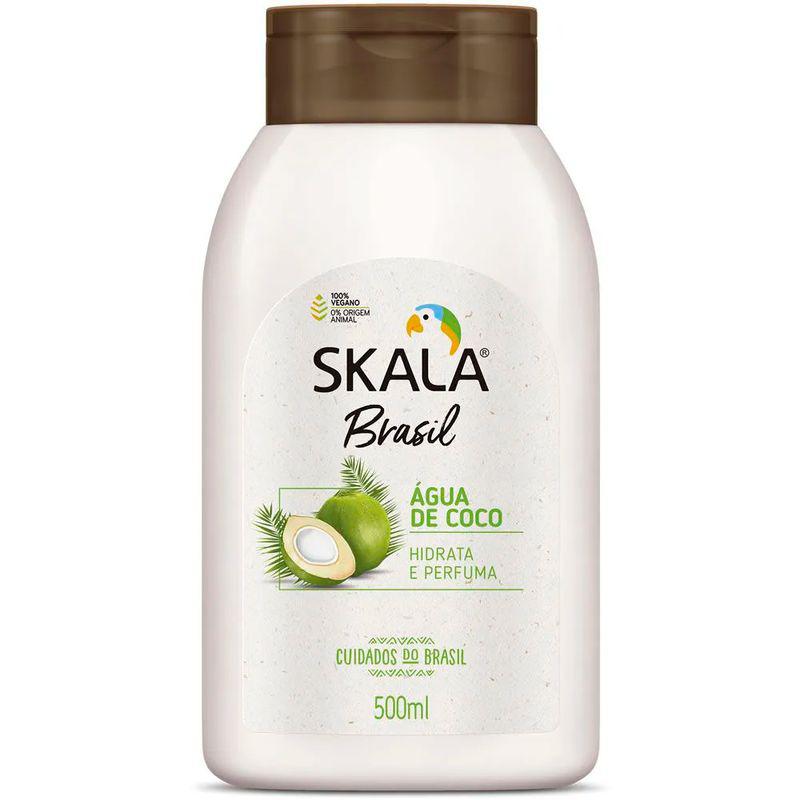 100%
VEGANO
0% ORIGEM
ANIMAL
SKALA®
Brasil
ÁGUA
DE COCO
HIDRATA
E PERFUMA
CUIDADOS DO BRASIL
500ml